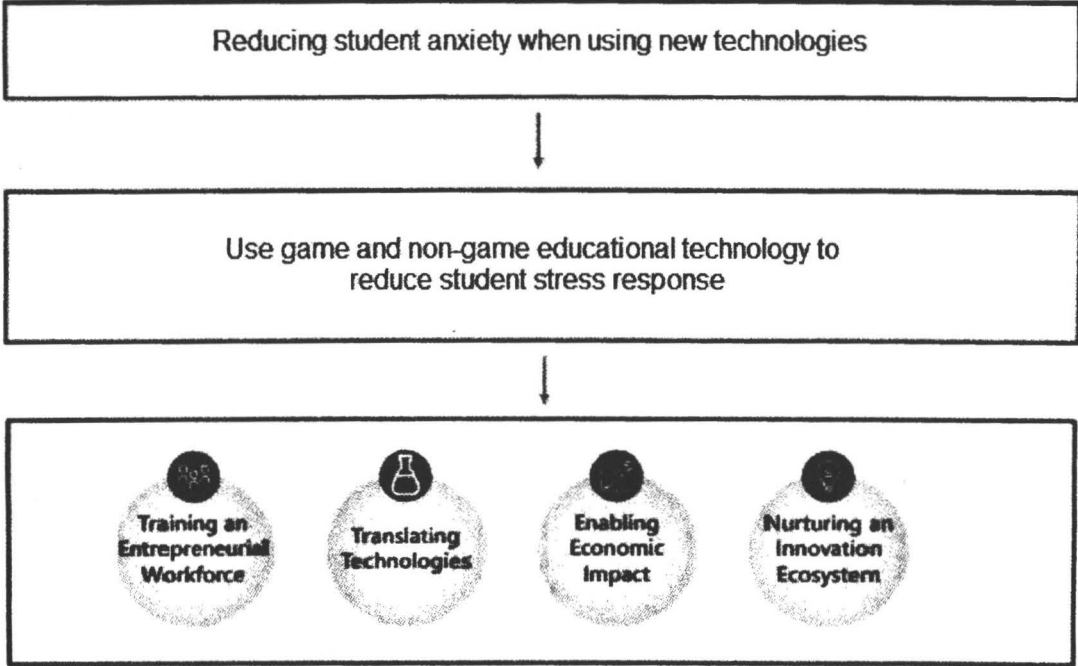 Reducing student anxiety when using new technologies
Use game and non-game educational technology to
reduce student stress response
Training an
Entrepreneurial
Workforce
Translating
Technologies
Enabling
Economic
Impact
Nurturing an
Innovation
Ecosystem